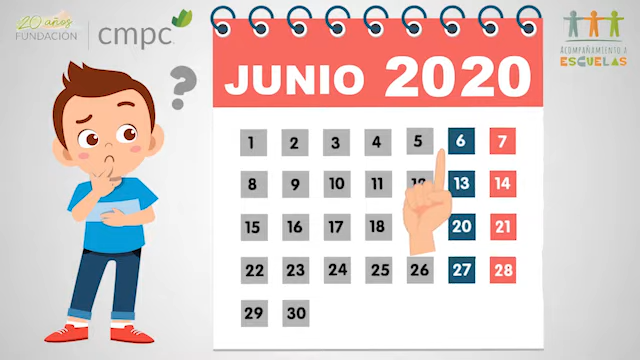 20 años
FUNDACIÓN
cmpc
ACOMPAÑAMIENTO A
ESCUELAS
?
JUNIO 2020
1 2 3 4 5 6 7
8 9 10 11 13 14
15 16 17 18 20 21
22 23 24 25 26 27 28
29 30